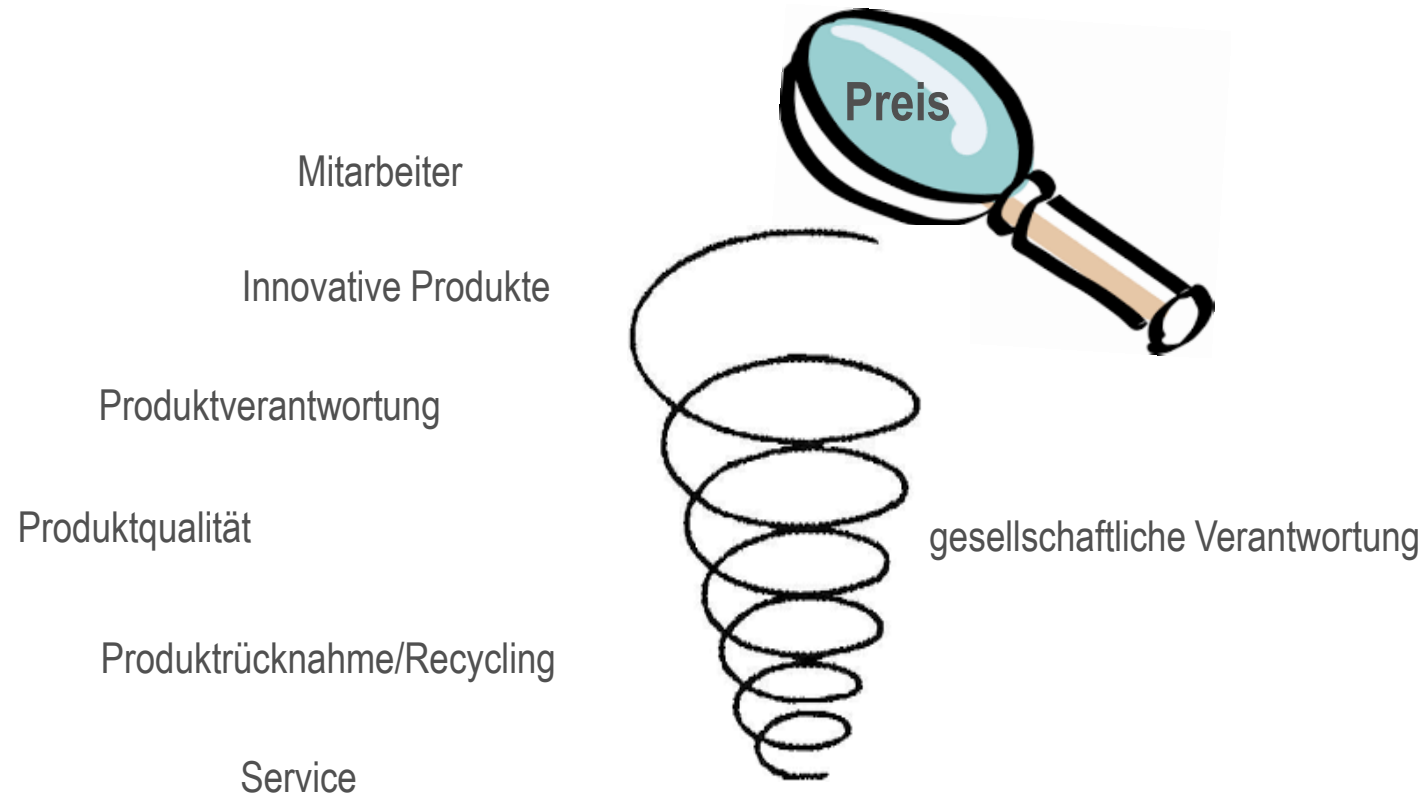 Preis
Mitarbeiter
Innovative Produkte
Produktverantwortung
Produktqualität
gesellschaftliche Verantwortung
Produktrücknahme/Recycling
Service